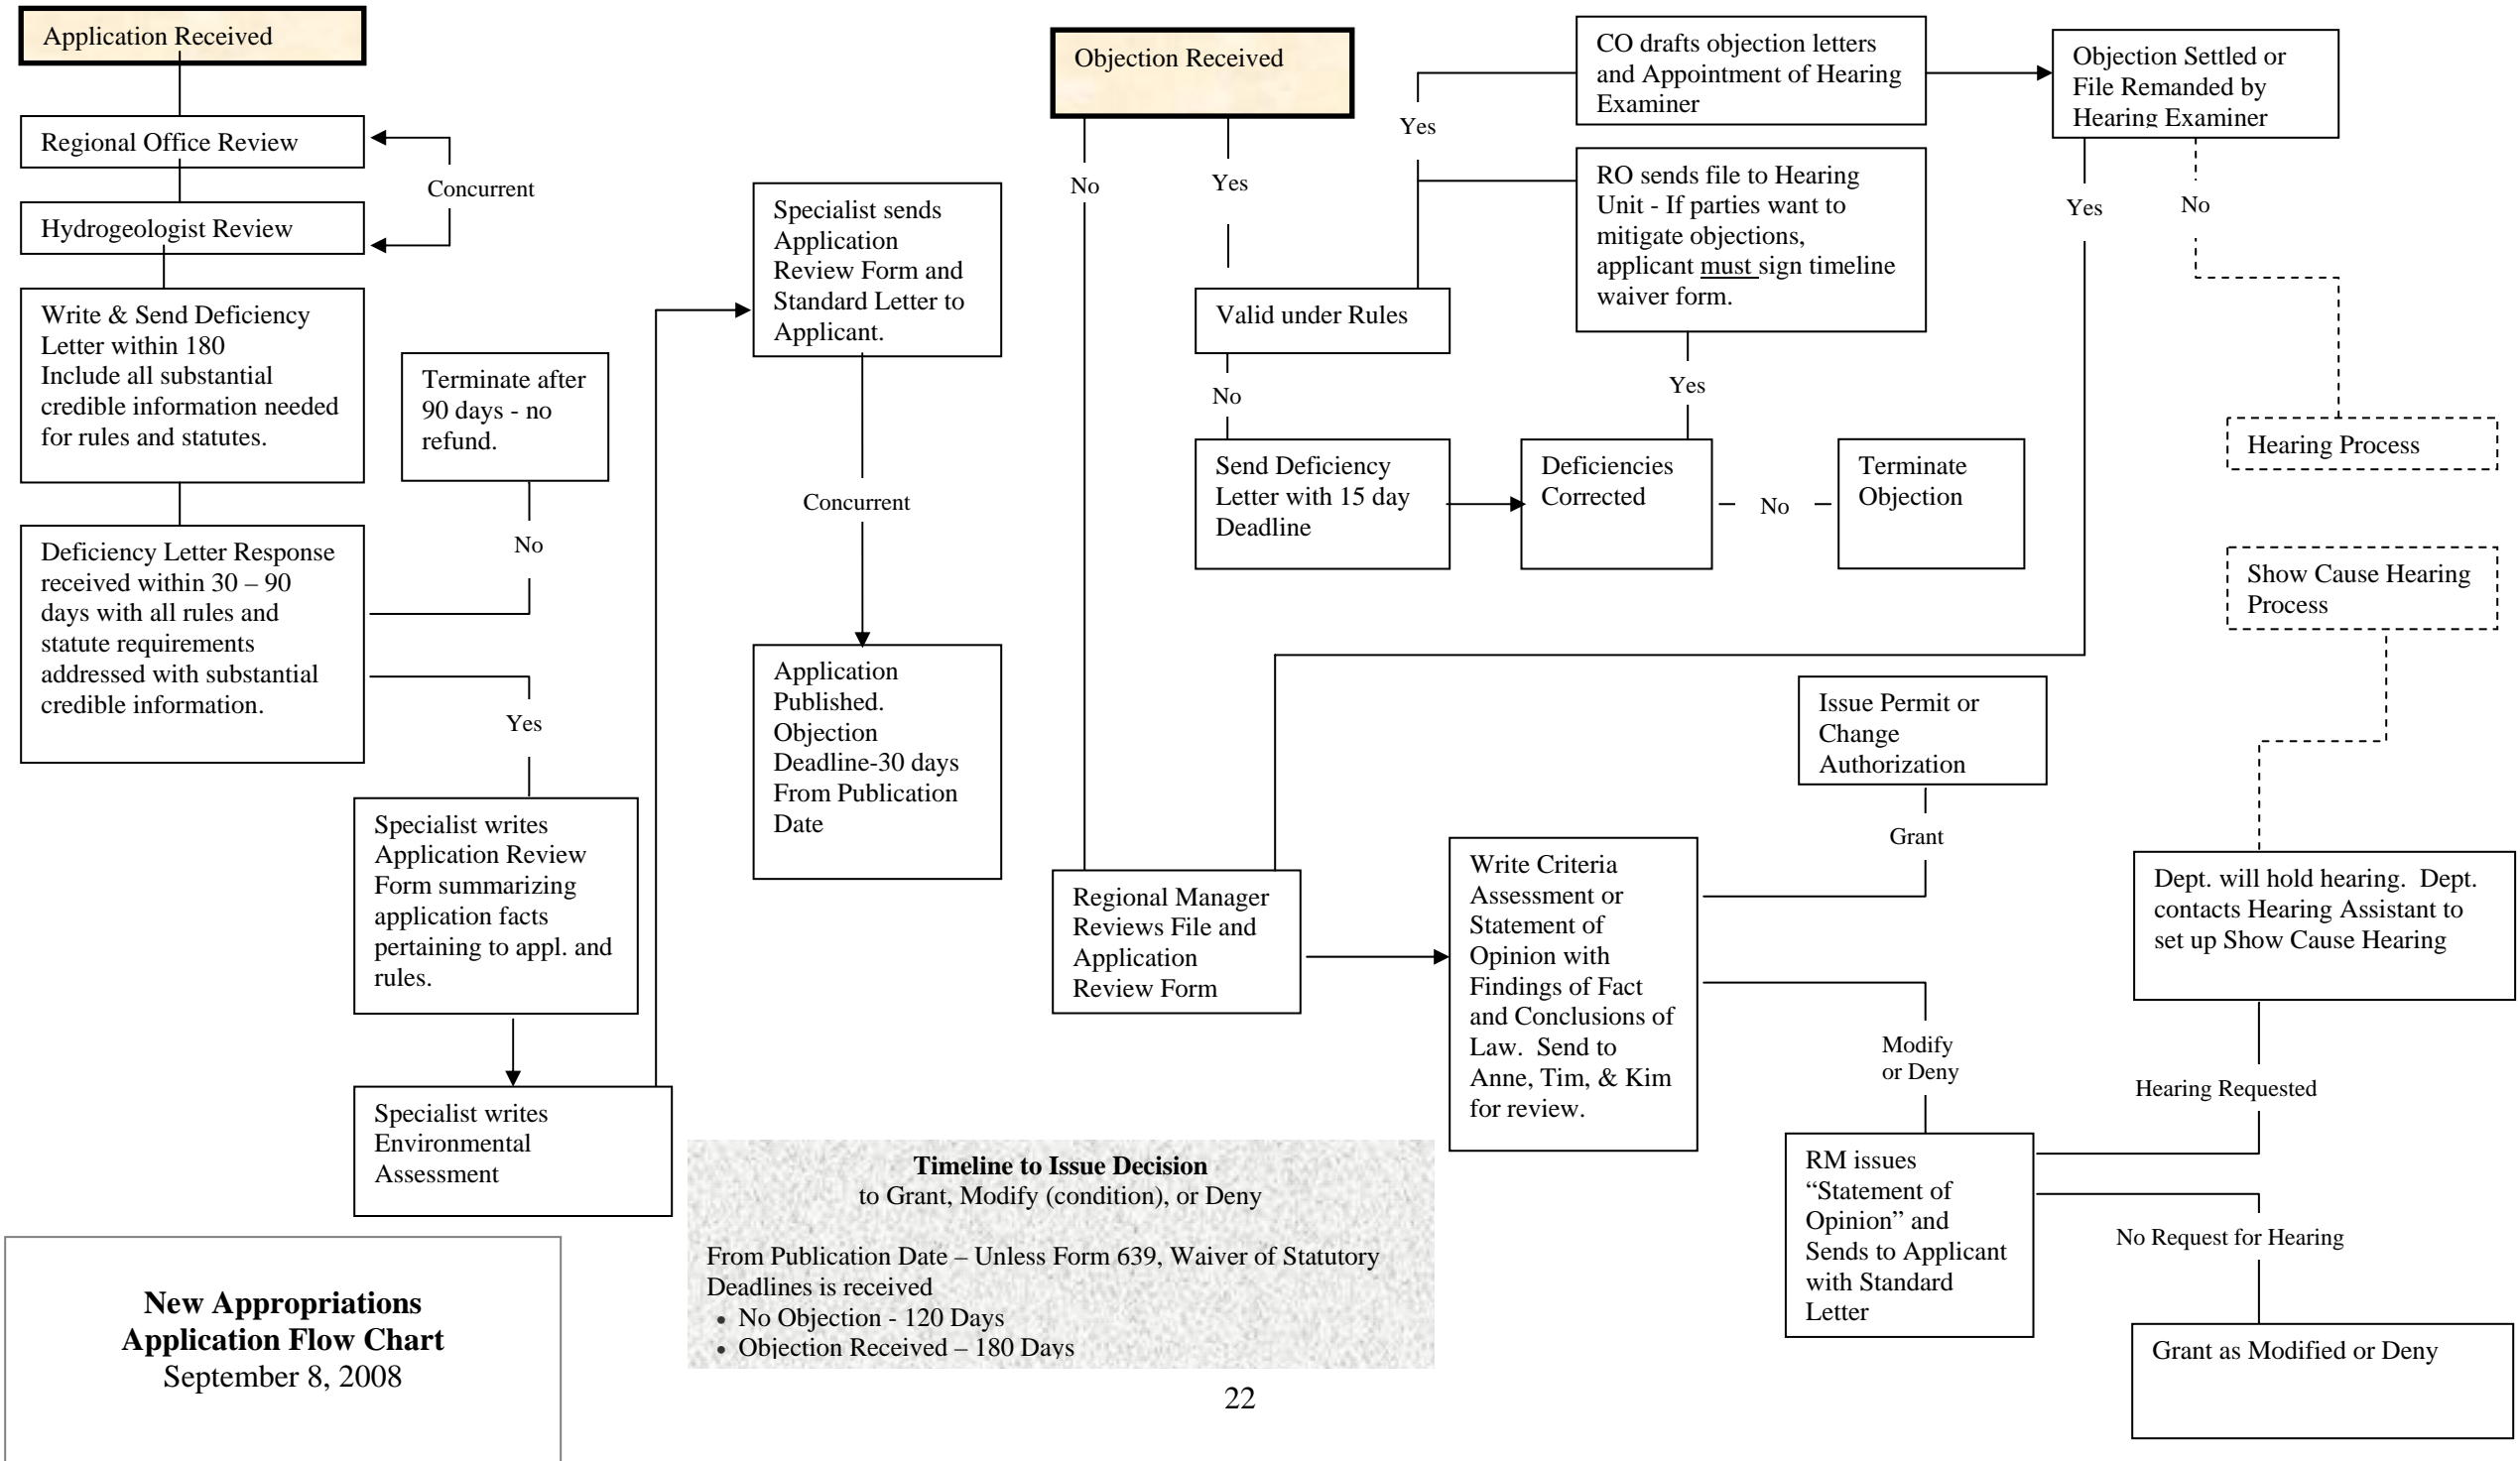 Application Received
Regional Office Review
Concurrent
Hydrogeologist Review
Write & Send Deficiency
Letter within 180
Include all substantial
credible information needed
for rules and statutes.
Terminate after
90 days - no
refund.
No
Deficiency Letter Response
received within 30 – 90
days with all rules and
statute requirements
addressed with substantial
credible information.
Yes
Specialist writes
Application Review
Form summarizing
application facts
pertaining to appl. and
rules.
Specialist writes
Environmental
Assessment
Specialist sends
Application
Review Form and
Standard Letter to
Applicant.
Concurrent
Application
Published.
Objection
Deadline-30 days
From Publication
Date
Objection Received
No
Yes
Valid under Rules
Yes
No
CO drafts objection letters
and Appointment of Hearing
Examiner
RO sends file to Hearing
Unit - If parties want to
mitigate objections,
applicant must sign timeline
waiver form.
Yes
Send Deficiency
Letter with 15 day
Deadline
Deficiencies
Corrected
No
Terminate
Objection
Objection Settled or
File Remanded by
Hearing Examiner
Yes
No
Hearing Process
Show Cause Hearing
Process
Regional Manager
Reviews File and
Application
Review Form
Write Criteria
Assessment or
Statement of
Opinion with
Findings of Fact
and Conclusions of
Law. Send to
Anne, Tim, & Kim
for review.
Issue Permit or
Change
Authorization
Grant
Modify
or Deny
RM issues
“Statement of
Opinion” and
Sends to Applicant
with Standard
Letter
Dept. will hold hearing. Dept.
contacts Hearing Assistant to
set up Show Cause Hearing
Hearing Requested
No Request for Hearing
Grant as Modified or Deny
Timeline to Issue Decision
to Grant, Modify (condition), or Deny
From Publication Date – Unless Form 639, Waiver of Statutory
Deadlines is received
• No Objection - 120 Days
• Objection Received – 180 Days
New Appropriations
Application Flow Chart
September 8, 2008
22